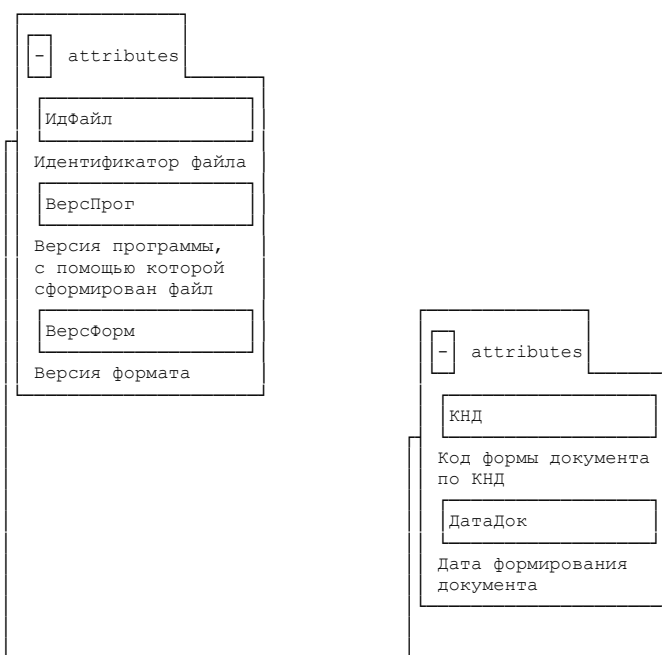 - attributes
ИдФайл
Идентификатор файла
ВерсПрог
Версия программы,
с помощью которой
сформирован файл
ВерсФорм
Версия формата
- attributes
КНД
Код формы документа
по КНД
ДатаДок
Дата формирования
документа